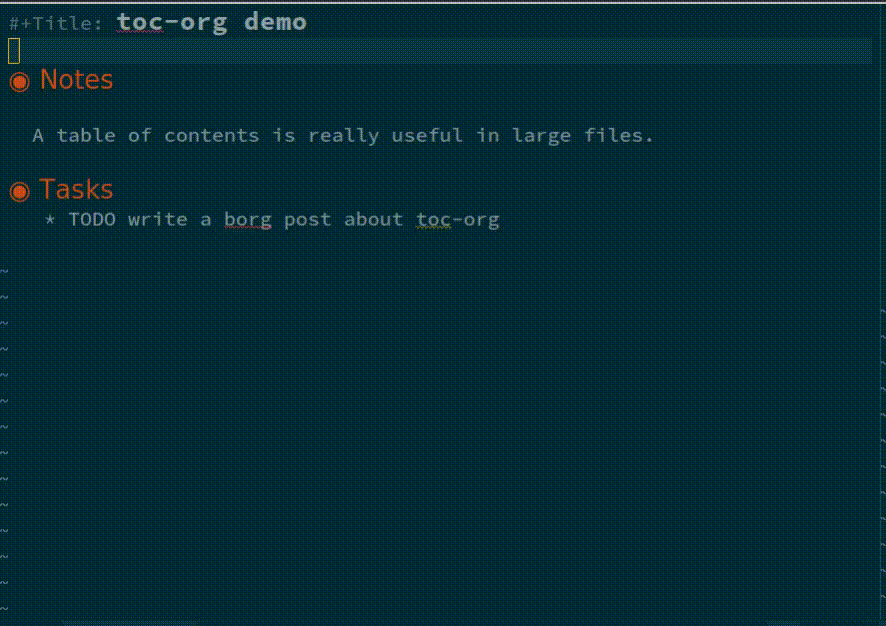 #+Title: toc-org demo
◉ Notes
A table of contents is really useful in large files.
◉ Tasks
* TODO write a borg post about toc-org